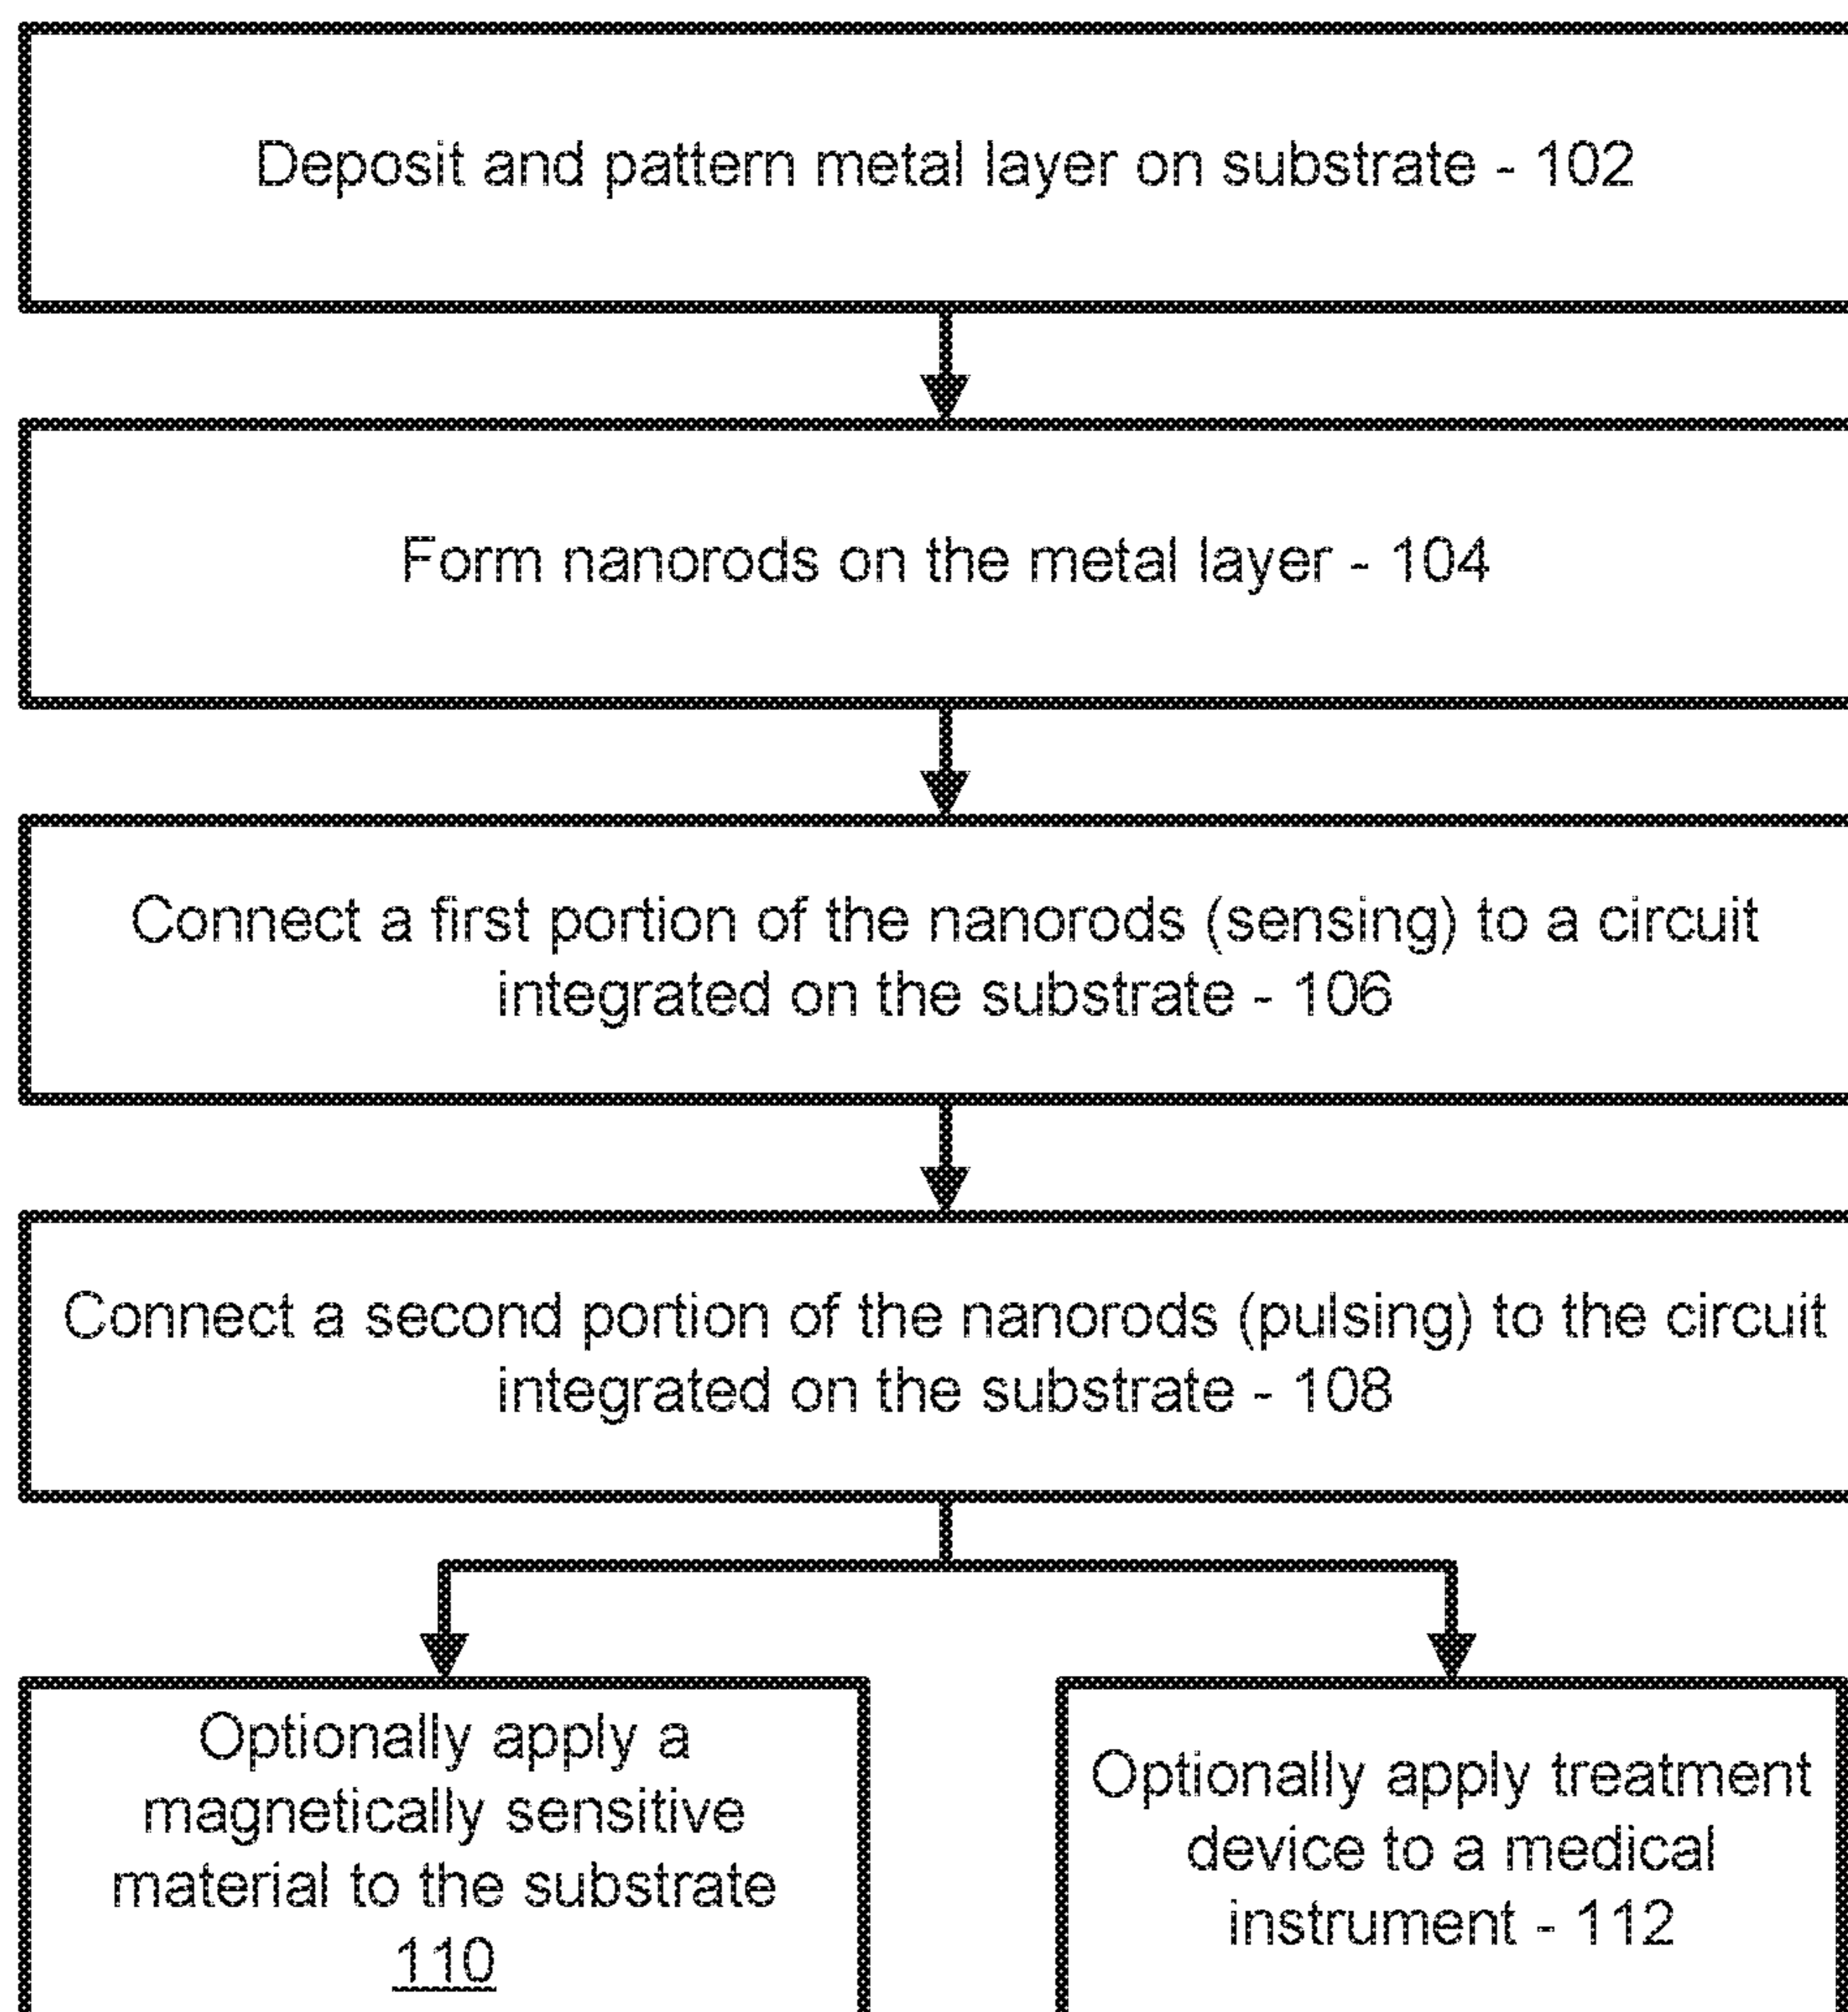 Deposit and pattern metal layer on substrate - 102
Form nanorods on the metal layer - 104
Connect a first portion of the nanorods (sensing) to a circuit
integrated on the substrate - 106
Connect a second portion of the nanorods (pulsing) to the circuit
integrated on the substrate - 108
Optionally apply a
magnetically sensitive
material to the substrate
110
Optionally apply treatment
device to a medical
instrument - 112